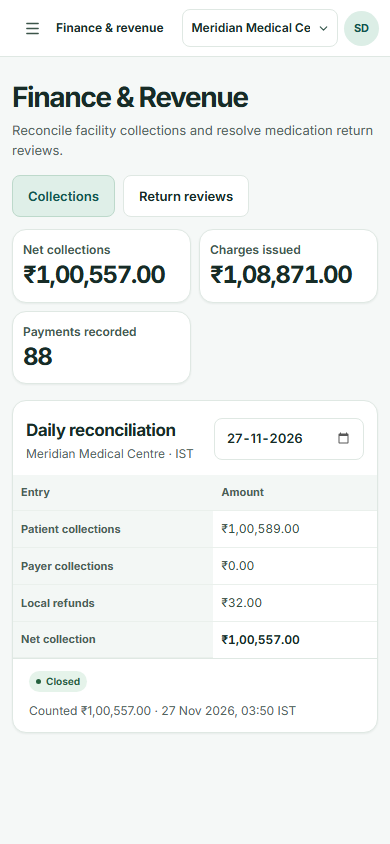 Finance & revenue
Meridian Medical Ce
SD
Finance & Revenue
Reconcile facility collections and resolve medication return
reviews.
Collections
Return reviews
Net collections
₹1,00,557.00
Charges issued
₹1,08,871.00
Payments recorded
88
Daily reconciliation
Meridian Medical Centre · IST
27-11-2026
Entry Amount
Patient collections ₹1,00,589.00
Payer collections ₹0.00
Local refunds ₹32.00
Net collection ₹1,00,557.00
Closed
Counted ₹1,00,557.00 · 27 Nov 2026, 03:50 IST